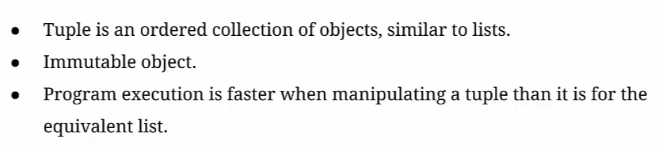 ● Tuple is an ordered collection of objects, similar to lists.
● Immutable object.
● Program execution is faster when manipulating a tuple than it is for the
equivalent list.